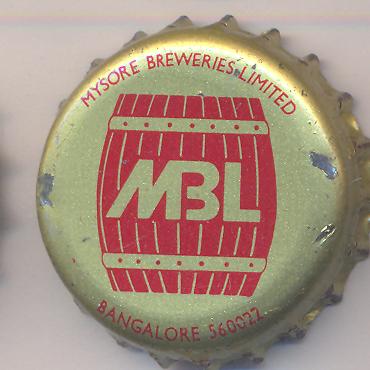 MYSORE BREWERIES LIMITED
MBL
BANGALORE 560022